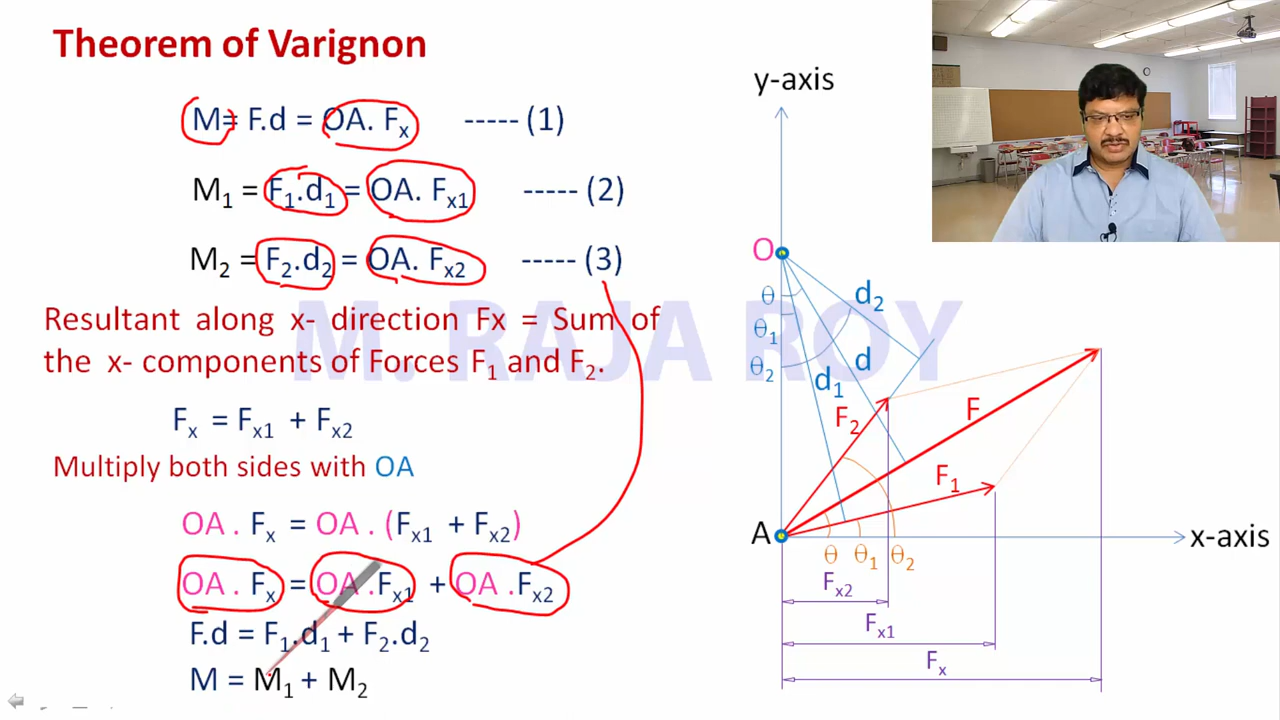 Theorem of Varignon
M = F.d = OA. Fx ----- (1)
M1 = F1.d1 = OA. Fx1 ----- (2)
M2 = F2.d2 = OA. Fx2 ----- (3)
Resultant along x- direction Fx = Sum of
the x- components of Forces F1 and F2.
Fx = Fx1 + Fx2
Multiply both sides with OA
OA . Fx = OA . (Fx1 + Fx2)
OA . Fx = OA .Fx1 + OA .Fx2
F.d = F1.d1 + F2.d2
M = M1 + M2
M. RAJA ROY
y-axis
O
θ
θ1
θ2
d2
d
d1
F2
F
F1
A
x-axis
θ θ1 θ2
Fx2
Fx1
Fx